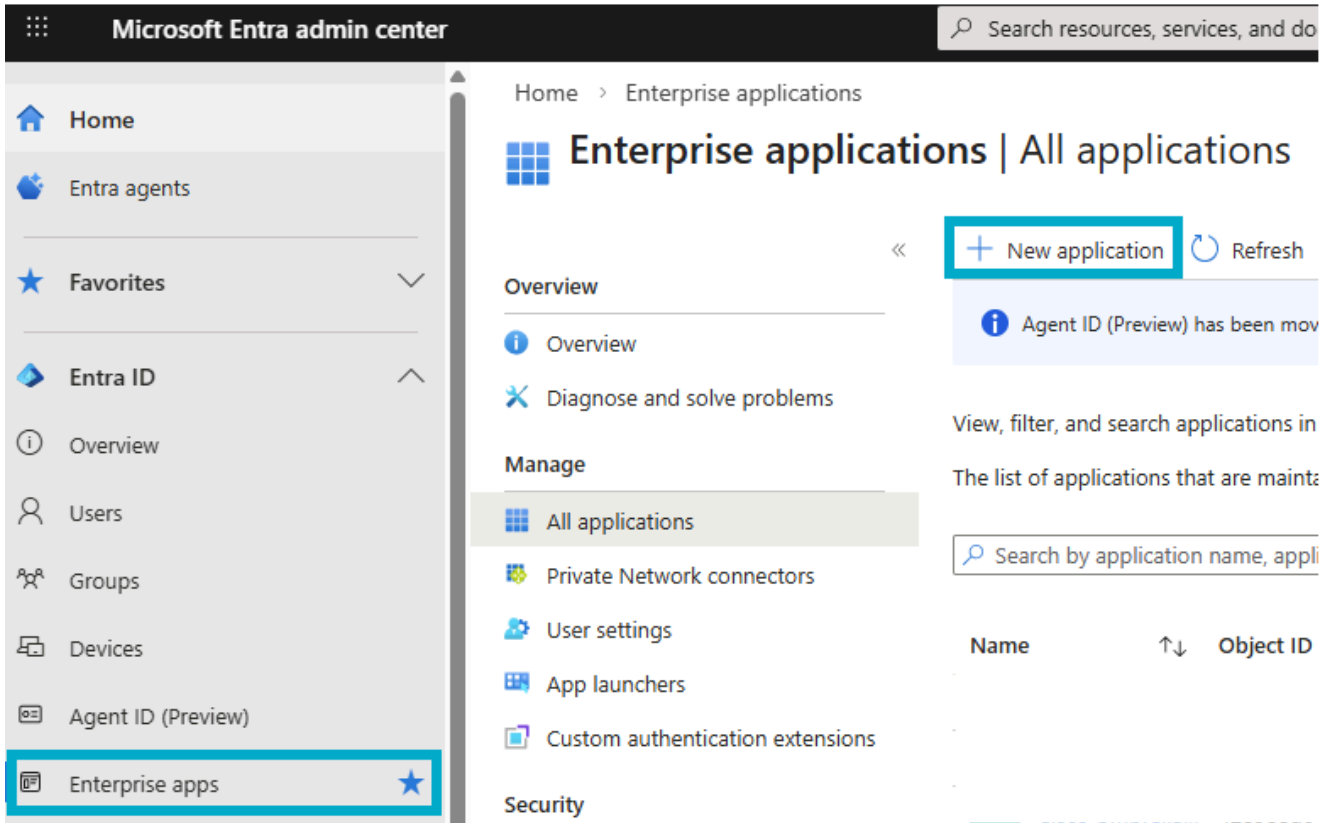 Microsoft Entra admin center
Search resources, services, and do
Home
Entra agents
Favorites
Entra ID
Overview
Users
Groups
Devices
Agent ID (Preview)
Enterprise apps
Home > Enterprise applications
Enterprise applications | All applications
Overview
Overview
Diagnose and solve problems
Manage
All applications
Private Network connectors
User settings
App launchers
Custom authentication extensions
Security
New application Refresh
Agent ID (Preview) has been mov
View, filter, and search applications in
The list of applications that are mainta
Search by application name, appli
Name Object ID